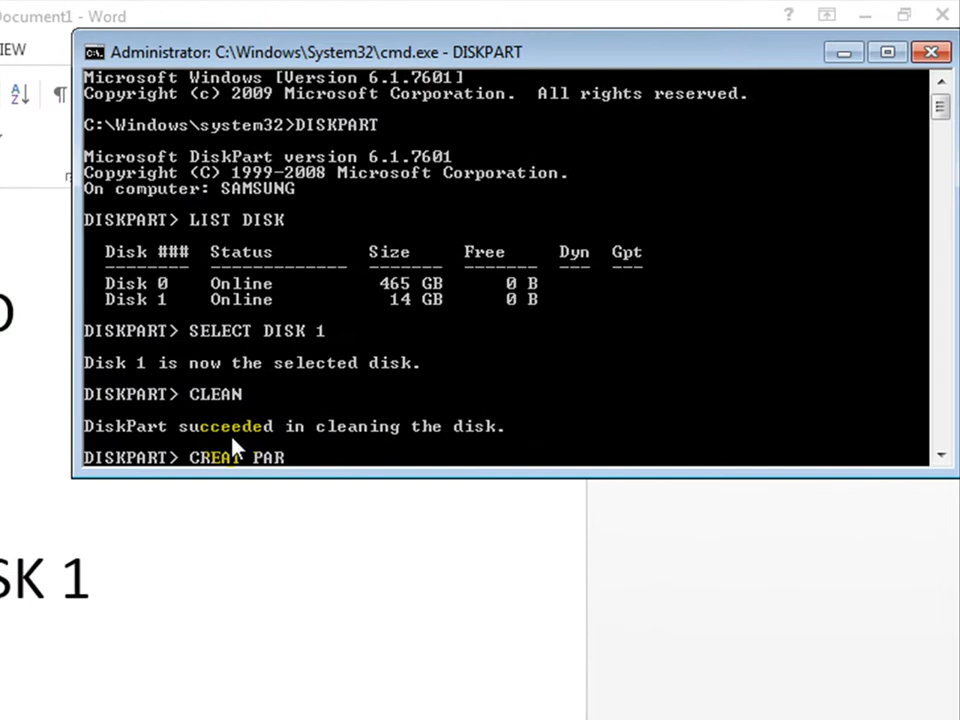 Document1 - Word
?
IEW
A
Z
¶
Administrator: C:\Windows\System32\cmd.exe - DISKPART
Microsoft Windows [Version 6.1.7601]
Copyright (c) 2009 Microsoft Corporation.  All rights reserved.
C:\Windows\system32>DISKPART
Microsoft DiskPart version 6.1.7601
Copyright (C) 1999-2008 Microsoft Corporation.
On computer: SAMSUNG
DISKPART> LIST DISK
Disk ###  Status  Size  Free  Dyn  Gpt
--------  -------------  -------  -------  ---  ---
Disk 0  Online  465 GB  0 B
Disk 1  Online  14 GB  0 B
DISKPART> SELECT DISK 1
Disk 1 is now the selected disk.
DISKPART> CLEAN
DiskPart succeeded in cleaning the disk.
DISKPART> CREAT PAR
SK 1